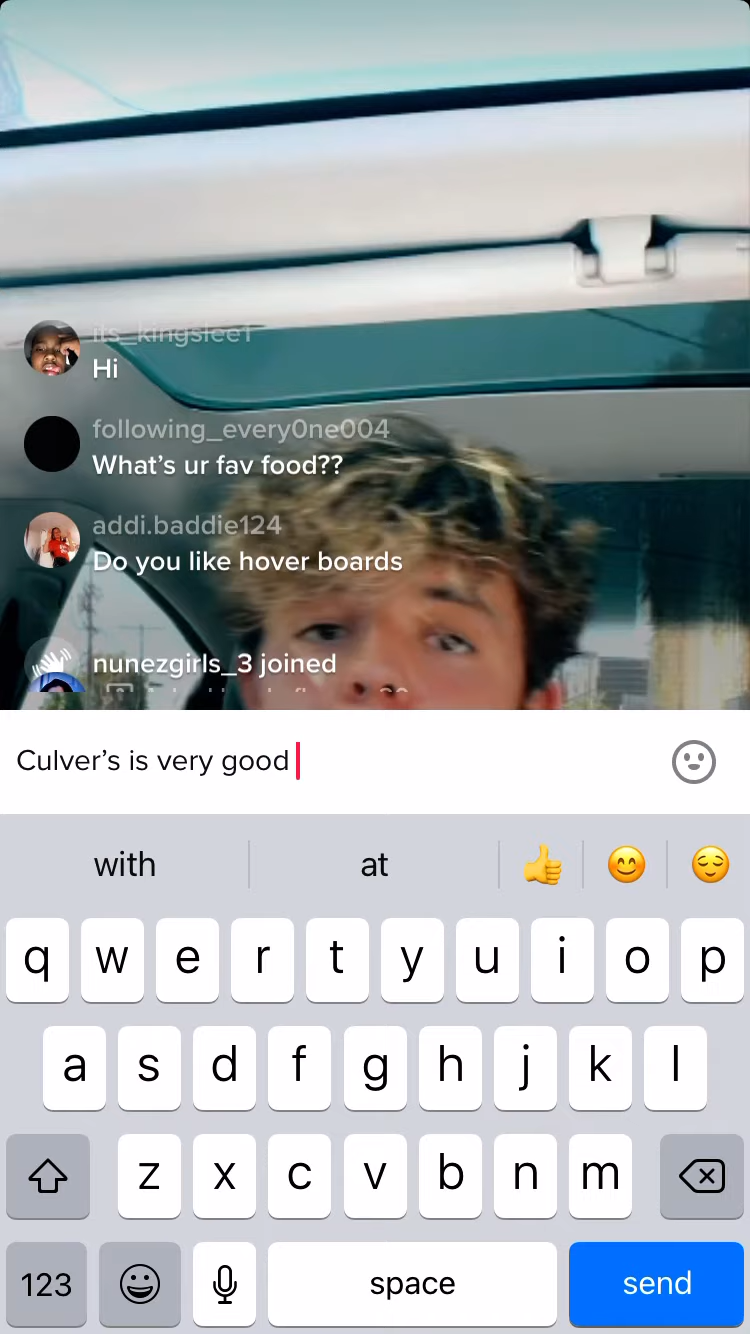 its_kingslee1
Hi
following_every0ne004
What’s ur fav food??
addi.baddie124
Do you like hover boards
nunezgirls_3 joined
Culver’s is very good
with at
q w e r t y u i o p
a s d f g h j k l
z x c v b n m
123 space send